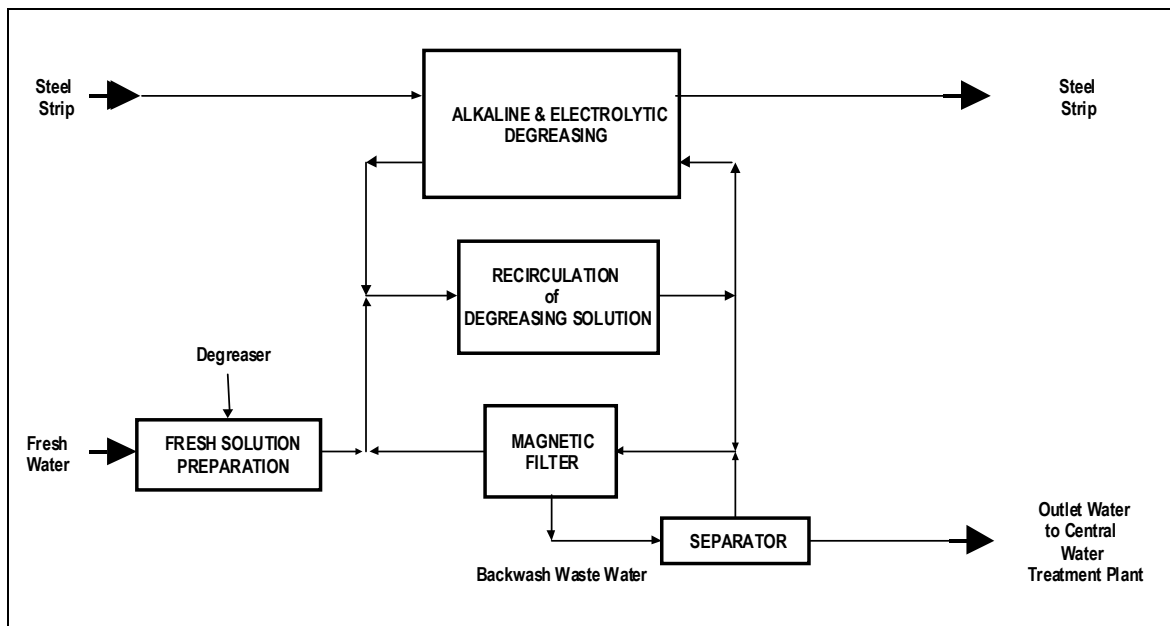 Steel
Strip
ALKALINE & ELECTROLYTIC
DEGREASING
Steel
Strip
RECIRCULATION
of
DEGREASING SOLUTION
Degreaser
Fresh
Water
FRESH SOLUTION
PREPARATION
MAGNETIC
FILTER
Backwash Waste Water
SEPARATOR
Outlet Water
to Central
Water
Treatment Plant